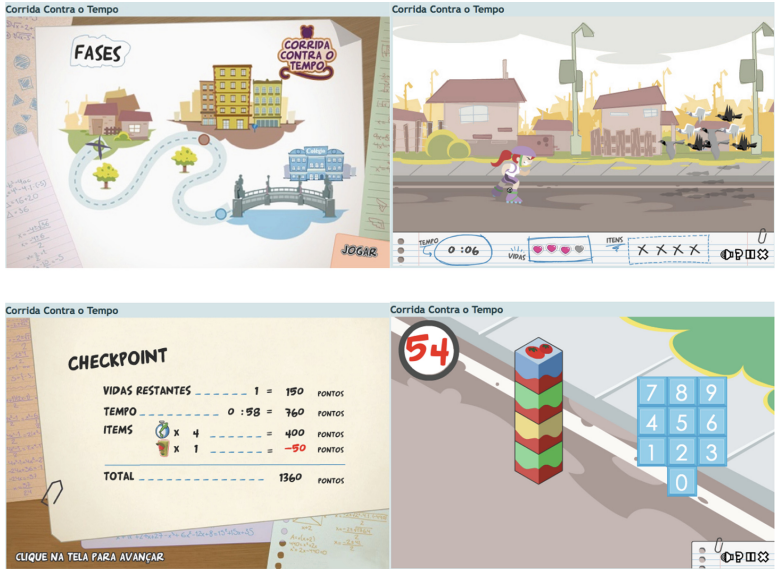 Corrida Contra o Tempo
FASES
CORRIDA
CONTRA O
TEMPO
Colégio
JOGAR
Corrida Contra o Tempo
TEMPO
0 :06
VIDAS
ITENS
X X X X
Corrida Contra o Tempo
CHECKPOINT
VIDAS RESTANTES _ _ _ _ _ _ 1 = 150 PONTOS
TEMPO _ _ _ _ _ _ _ _ _ 0 :58 = 760 PONTOS
ITEMS x 4 _ _ _ _ _ _ _ = 400 PONTOS
x 1 _ _ _ _ _ _ _ = -50 PONTOS
TOTAL _ _ _ _ _ _ _ _ _ _ _ _ _ _ 1360 PONTOS
CLIQUE NA TELA PARA AVANÇAR
Corrida Contra o Tempo
54
7 8 9
4 5 6
1 2 3
0